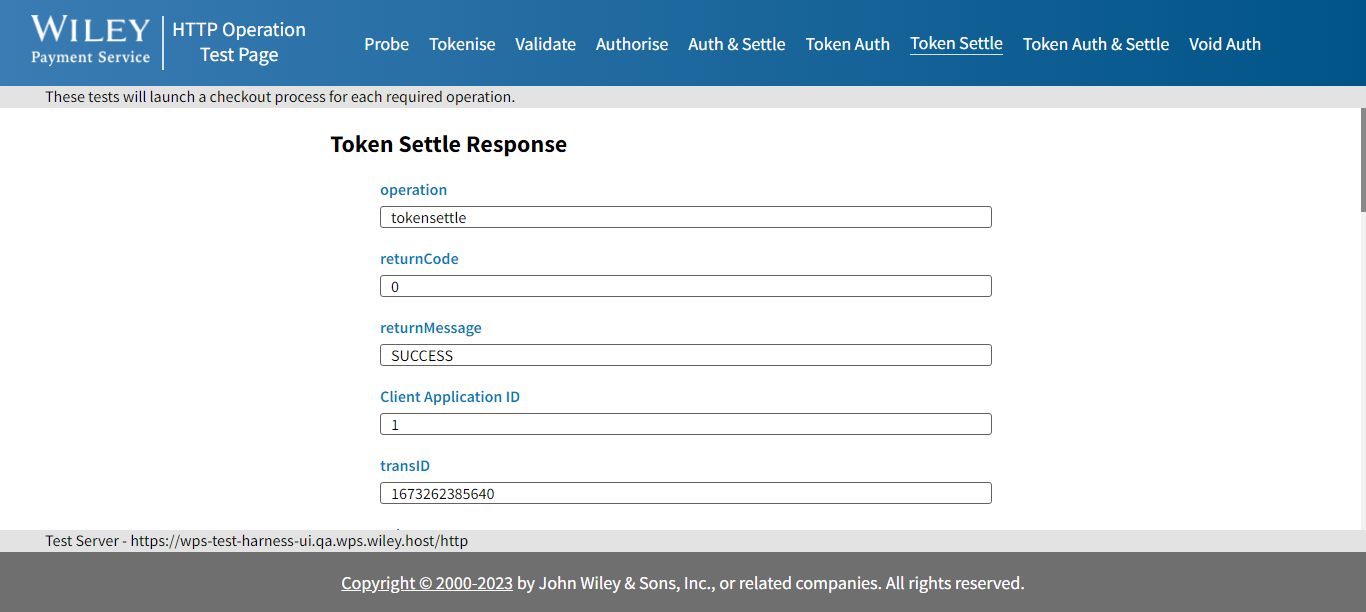 WILEY
Payment Service
HTTP Operation
Test Page
Probe Tokenise Validate Authorise Auth & Settle Token Auth Token Settle Token Auth & Settle Void Auth
These tests will launch a checkout process for each required operation.
Token Settle Response
operation
tokensettle
returnCode
0
returnMessage
SUCCESS
Client Application ID
1
transID
1673262385640
Test Server - https://wps-test-harness-ui.qa.wps.wiley.host/http
Copyright © 2000-2023 by John Wiley & Sons, Inc., or related companies. All rights reserved.